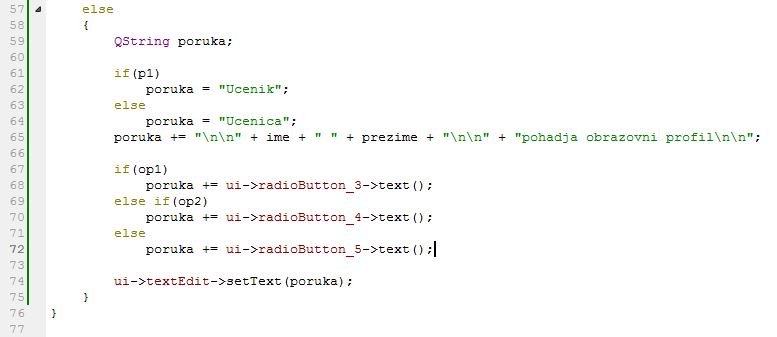 57 else
58 {
59 QString poruka;
60
61 if(p1)
62 poruka = "Ucenik";
63 else
64 poruka = "Ucenica";
65 poruka += "\n\n" + ime + " " + prezime + "\n\n" + "pohadja obrazovni profil\n\n";
66
67 if(op1)
68 poruka += ui->radioButton_3->text();
69 else if(op2)
70 poruka += ui->radioButton_4->text();
71 else
72 poruka += ui->radioButton_5->text();
73
74 ui->textEdit->setText(poruka);
75 }
76 }
77